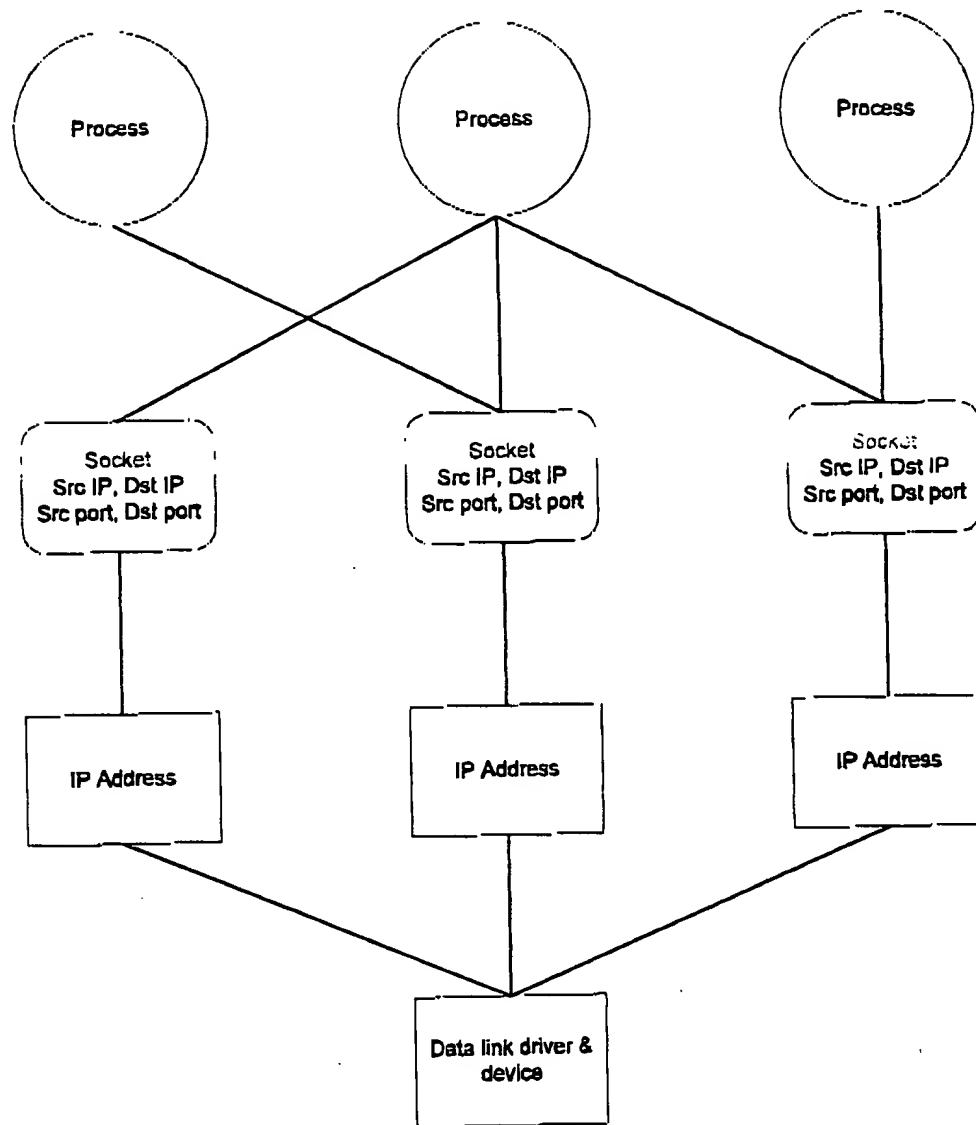 Process
Process
Process
Socket
Src IP, Dst IP
Src port, Dst port
Socket
Src IP, Dst IP
Src port, Dst port
Socket
Src IP, Dst IP
Src port, Dst port
IP Address
IP Address
IP Address
Data link driver &
device